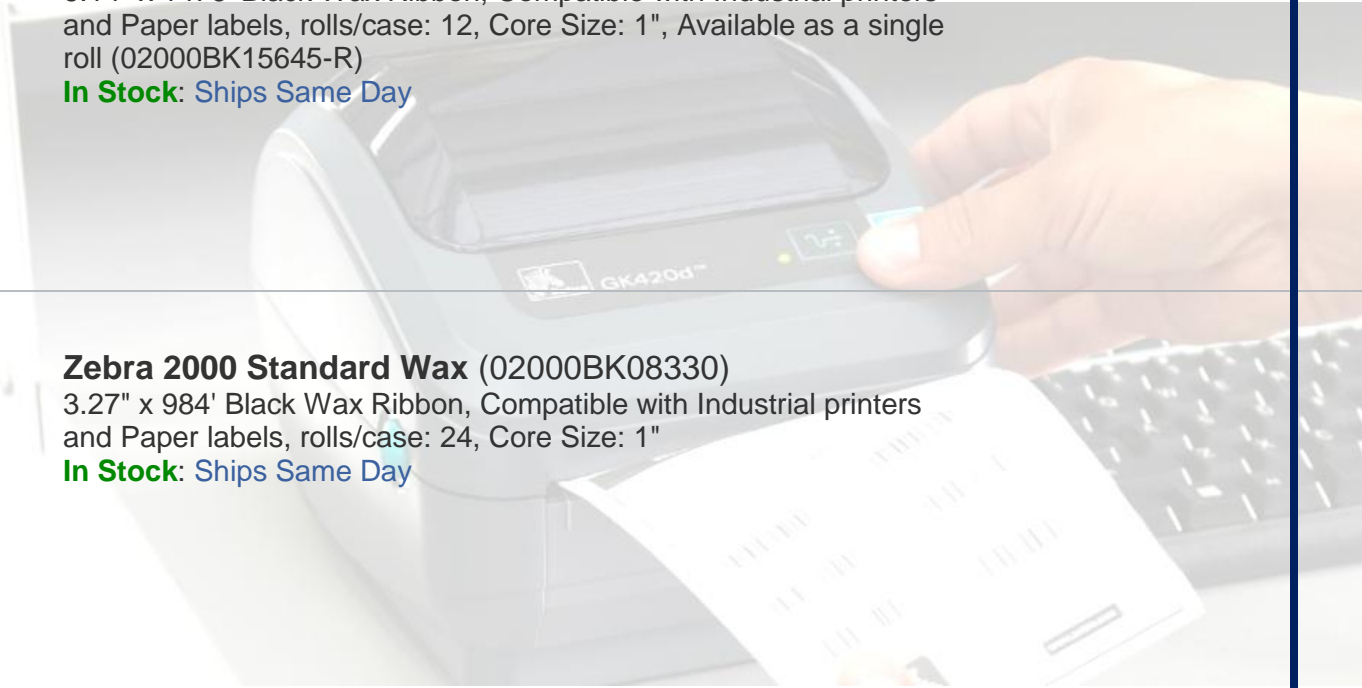 and Paper labels, rolls/case: 12, Core Size: 1", Available as a single
roll (02000BK15645-R)
In Stock: Ships Same Day
GK420d™
Zebra 2000 Standard Wax (02000BK08330)
3.27" x 984' Black Wax Ribbon, Compatible with Industrial printers
and Paper labels, rolls/case: 24, Core Size: 1"
In Stock: Ships Same Day